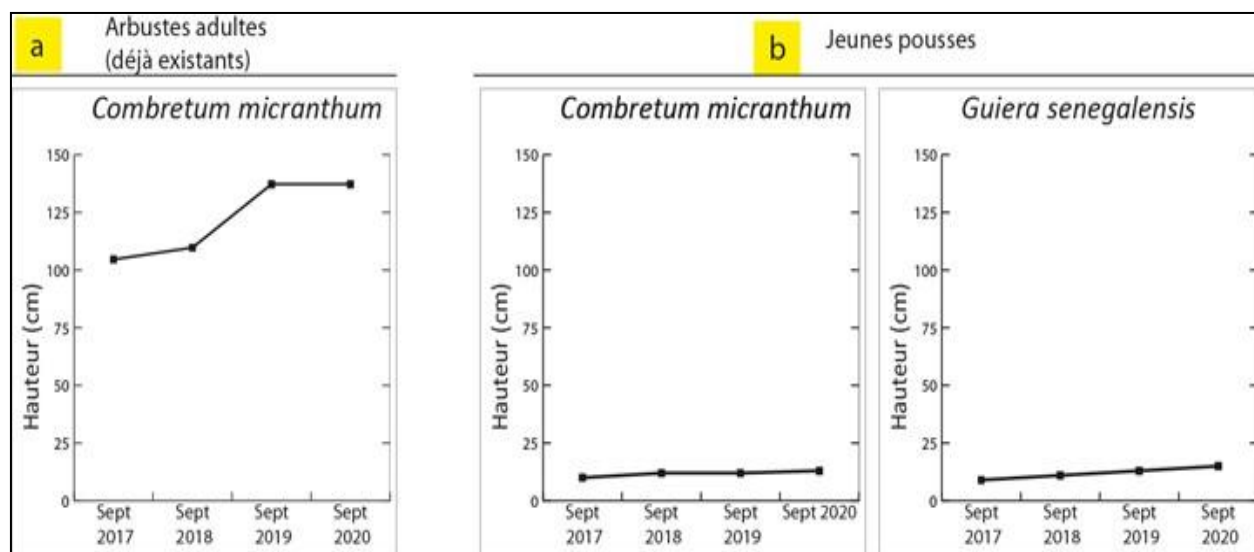 a
Arbustes adultes
(déjà existants)
b
Jeunes pousses
Combretum micranthum
Hauteur (cm)
150
125
100
75
50
25
0
Sept
2017
Sept
2018
Sept
2019
Sept
2020
Combretum micranthum
Hauteur (cm)
150
125
100
75
50
25
0
Sept
2017
Sept
2018
Sept
2019
Sept 2020
Guiera senegalensis
Hauteur (cm)
150
125
100
75
50
25
0
Sept
2017
Sept
2018
Sept
2019
Sept
2020